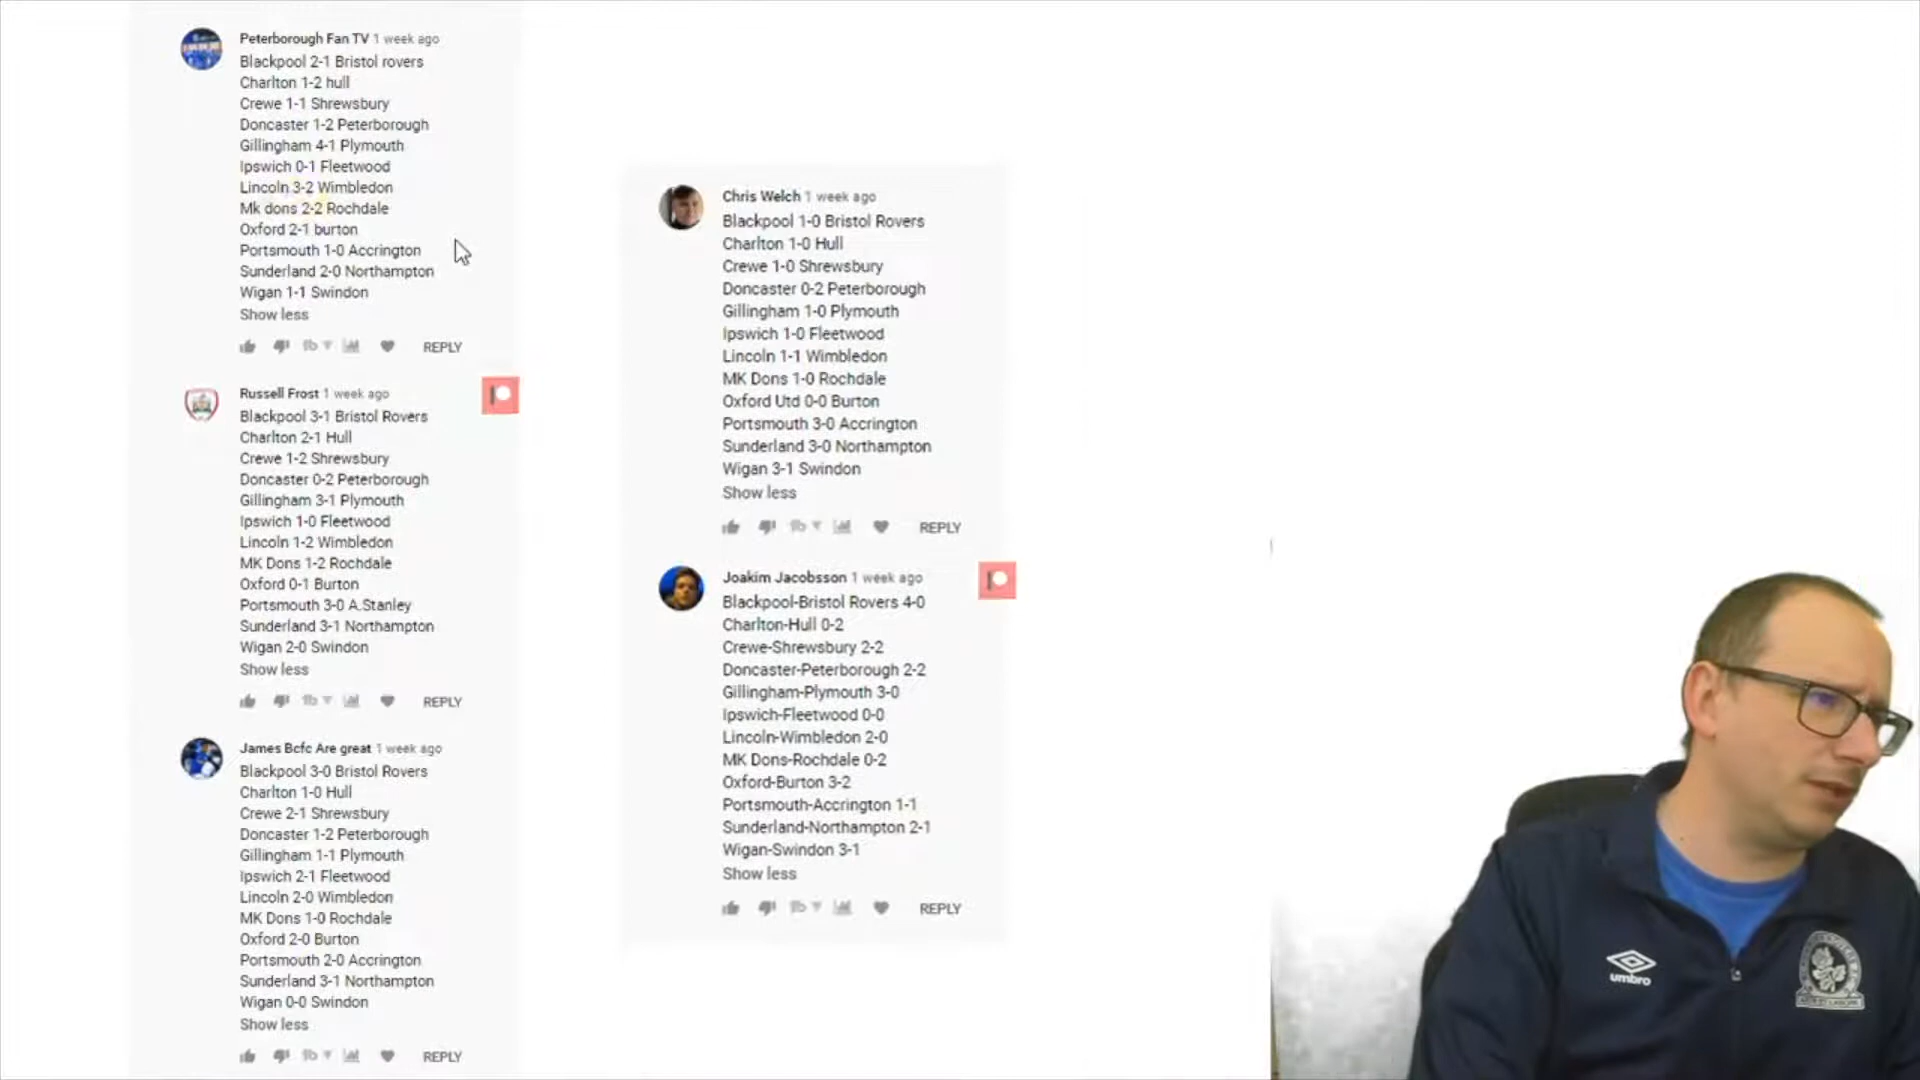 Peterborough Fan TV 1 week ago
Blackpool 2-1 Bristol rovers
Charlton 1-2 hull
Crewe 1-1 Shrewsbury
Doncaster 1-2 Peterborough
Gillingham 4-1 Plymouth
Ipswich 0-1 Fleetwood
Lincoln 3-2 Wimbledon
Mk dons 2-2 Rochdale
Oxford 2-1 burton
Portsmouth 1-0 Accrington
Sunderland 2-0 Northampton
Wigan 1-1 Swindon
Show less
REPLY
Russell Frost 1 week ago
Blackpool 3-1 Bristol Rovers
Charlton 2-1 Hull
Crewe 1-2 Shrewsbury
Doncaster 0-2 Peterborough
Gillingham 3-1 Plymouth
Ipswich 1-0 Fleetwood
Lincoln 1-2 Wimbledon
MK Dons 1-2 Rochdale
Oxford 0-1 Burton
Portsmouth 3-0 A.Stanley
Sunderland 3-1 Northampton
Wigan 2-0 Swindon
Show less
REPLY
James Bcfc Are great 1 week ago
Blackpool 3-0 Bristol Rovers
Charlton 1-0 Hull
Crewe 2-1 Shrewsbury
Doncaster 1-2 Peterborough
Gillingham 1-1 Plymouth
Ipswich 2-1 Fleetwood
Lincoln 2-0 Wimbledon
MK Dons 1-0 Rochdale
Oxford 2-0 Burton
Portsmouth 2-0 Accrington
Sunderland 3-1 Northampton
Wigan 0-0 Swindon
Show less
REPLY
Chris Welch 1 week ago
Blackpool 1-0 Bristol Rovers
Charlton 1-0 Hull
Crewe 1-0 Shrewsbury
Doncaster 0-2 Peterborough
Gillingham 1-0 Plymouth
Ipswich 1-0 Fleetwood
Lincoln 1-1 Wimbledon
MK Dons 1-0 Rochdale
Oxford Utd 0-0 Burton
Portsmouth 3-0 Accrington
Sunderland 3-0 Northampton
Wigan 3-1 Swindon
Show less
REPLY
Joakim Jacobsson 1 week ago
Blackpool-Bristol Rovers 4-0
Charlton-Hull 0-2
Crewe-Shrewsbury 2-2
Doncaster-Peterborough 2-2
Gillingham-Plymouth 3-0
Ipswich-Fleetwood 0-0
Lincoln-Wimbledon 2-0
MK Dons-Rochdale 0-2
Oxford-Burton 3-2
Portsmouth-Accrington 1-1
Sunderland-Northampton 2-1
Wigan-Swindon 3-1
Show less
REPLY
umbro